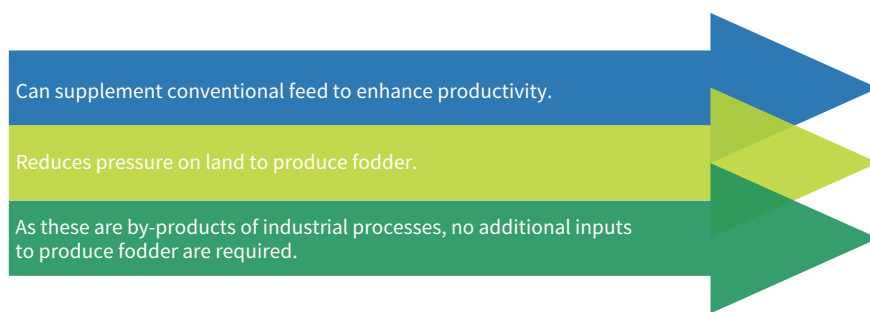 Can supplement conventional feed to enhance productivity.
Reduces pressure on land to produce fodder.
As these are by-products of industrial processes, no additional inputs
to produce fodder are required.